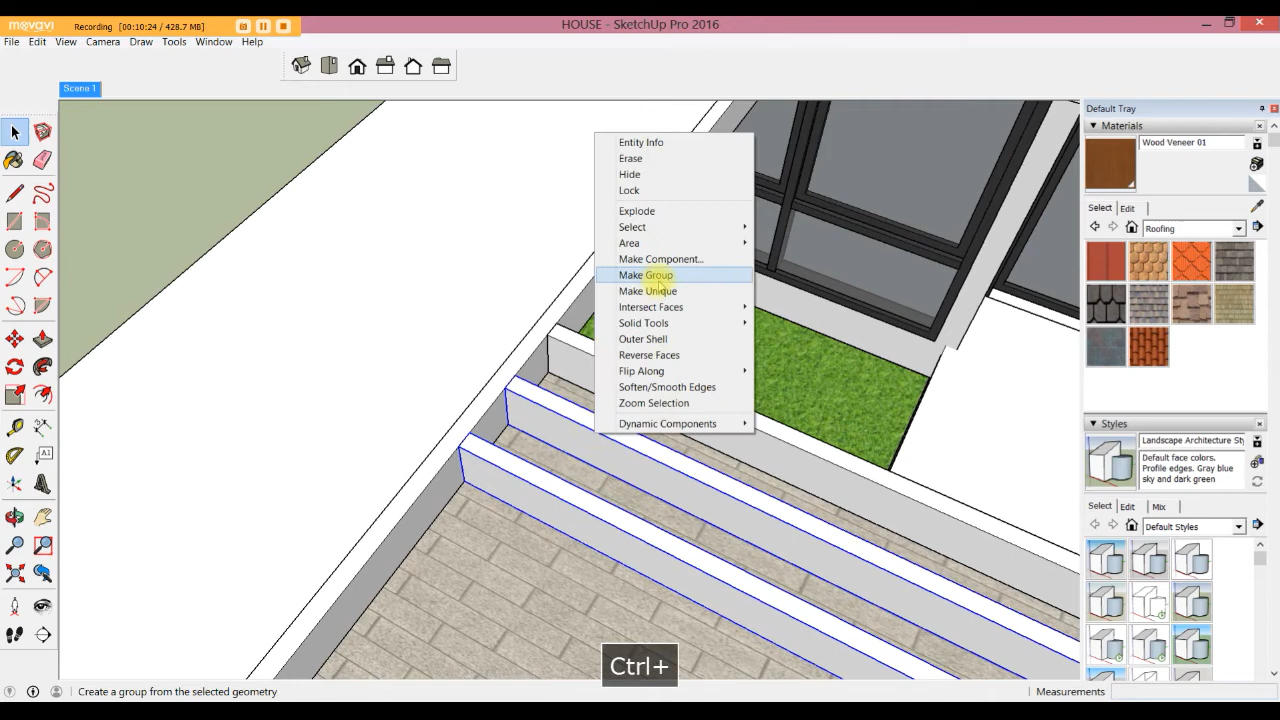 movavi
Recording [00:10:24 / 428.7 MB]
HOUSE - SketchUp Pro 2016
File Edit View Camera Draw Tools Window Help
Scene 1
Default Tray
Materials
Wood Veneer 01
Select Edit
Roofing
Entity Info
Erase
Hide
Lock
Explode
Select
Area
Make Component...
Make Group
Make Unique
Intersect Faces
Solid Tools
Outer Shell
Reverse Faces
Flip Along
Soften/Smooth Edges
Zoom Selection
Dynamic Components
A1
Styles
Landscape Architecture Sty
Default face colors.
Profile edges. Gray blue
sky and dark green
Select Edit Mix
Default Styles
Ctrl+
Create a group from the selected geometry
Measurements